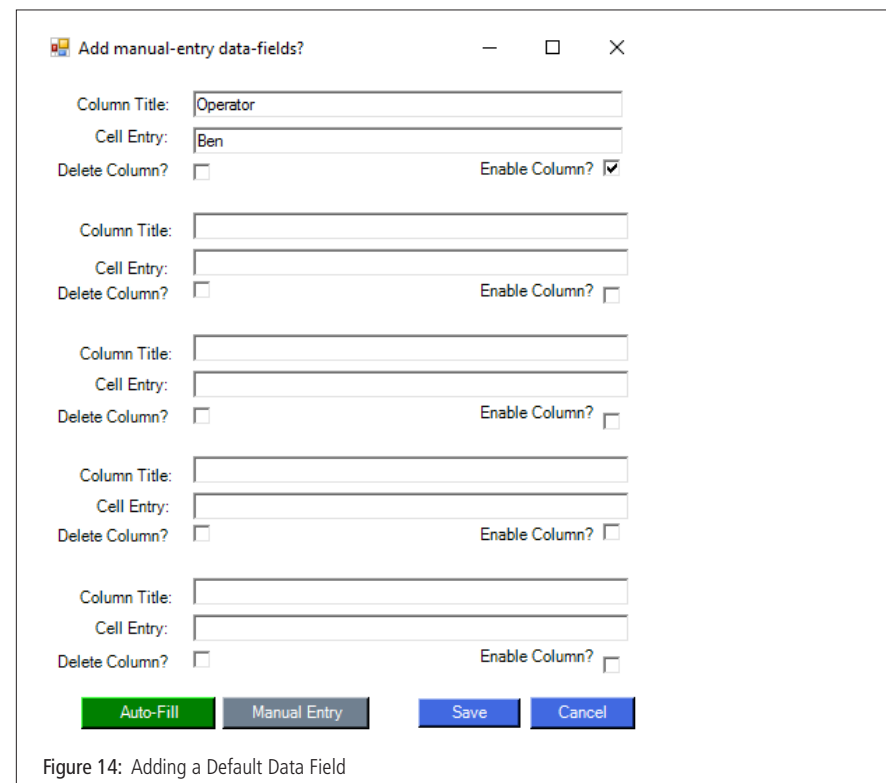 Add manual-entry data-fields?
Column Title: Operator
Cell Entry: Ben
Delete Column? Enable Column?
Column Title:
Cell Entry:
Delete Column? Enable Column?
Column Title:
Cell Entry:
Delete Column? Enable Column?
Column Title:
Cell Entry:
Delete Column? Enable Column?
Column Title:
Cell Entry:
Delete Column? Enable Column?
Auto-Fill Manual Entry Save Cancel
Figure 14: Adding a Default Data Field